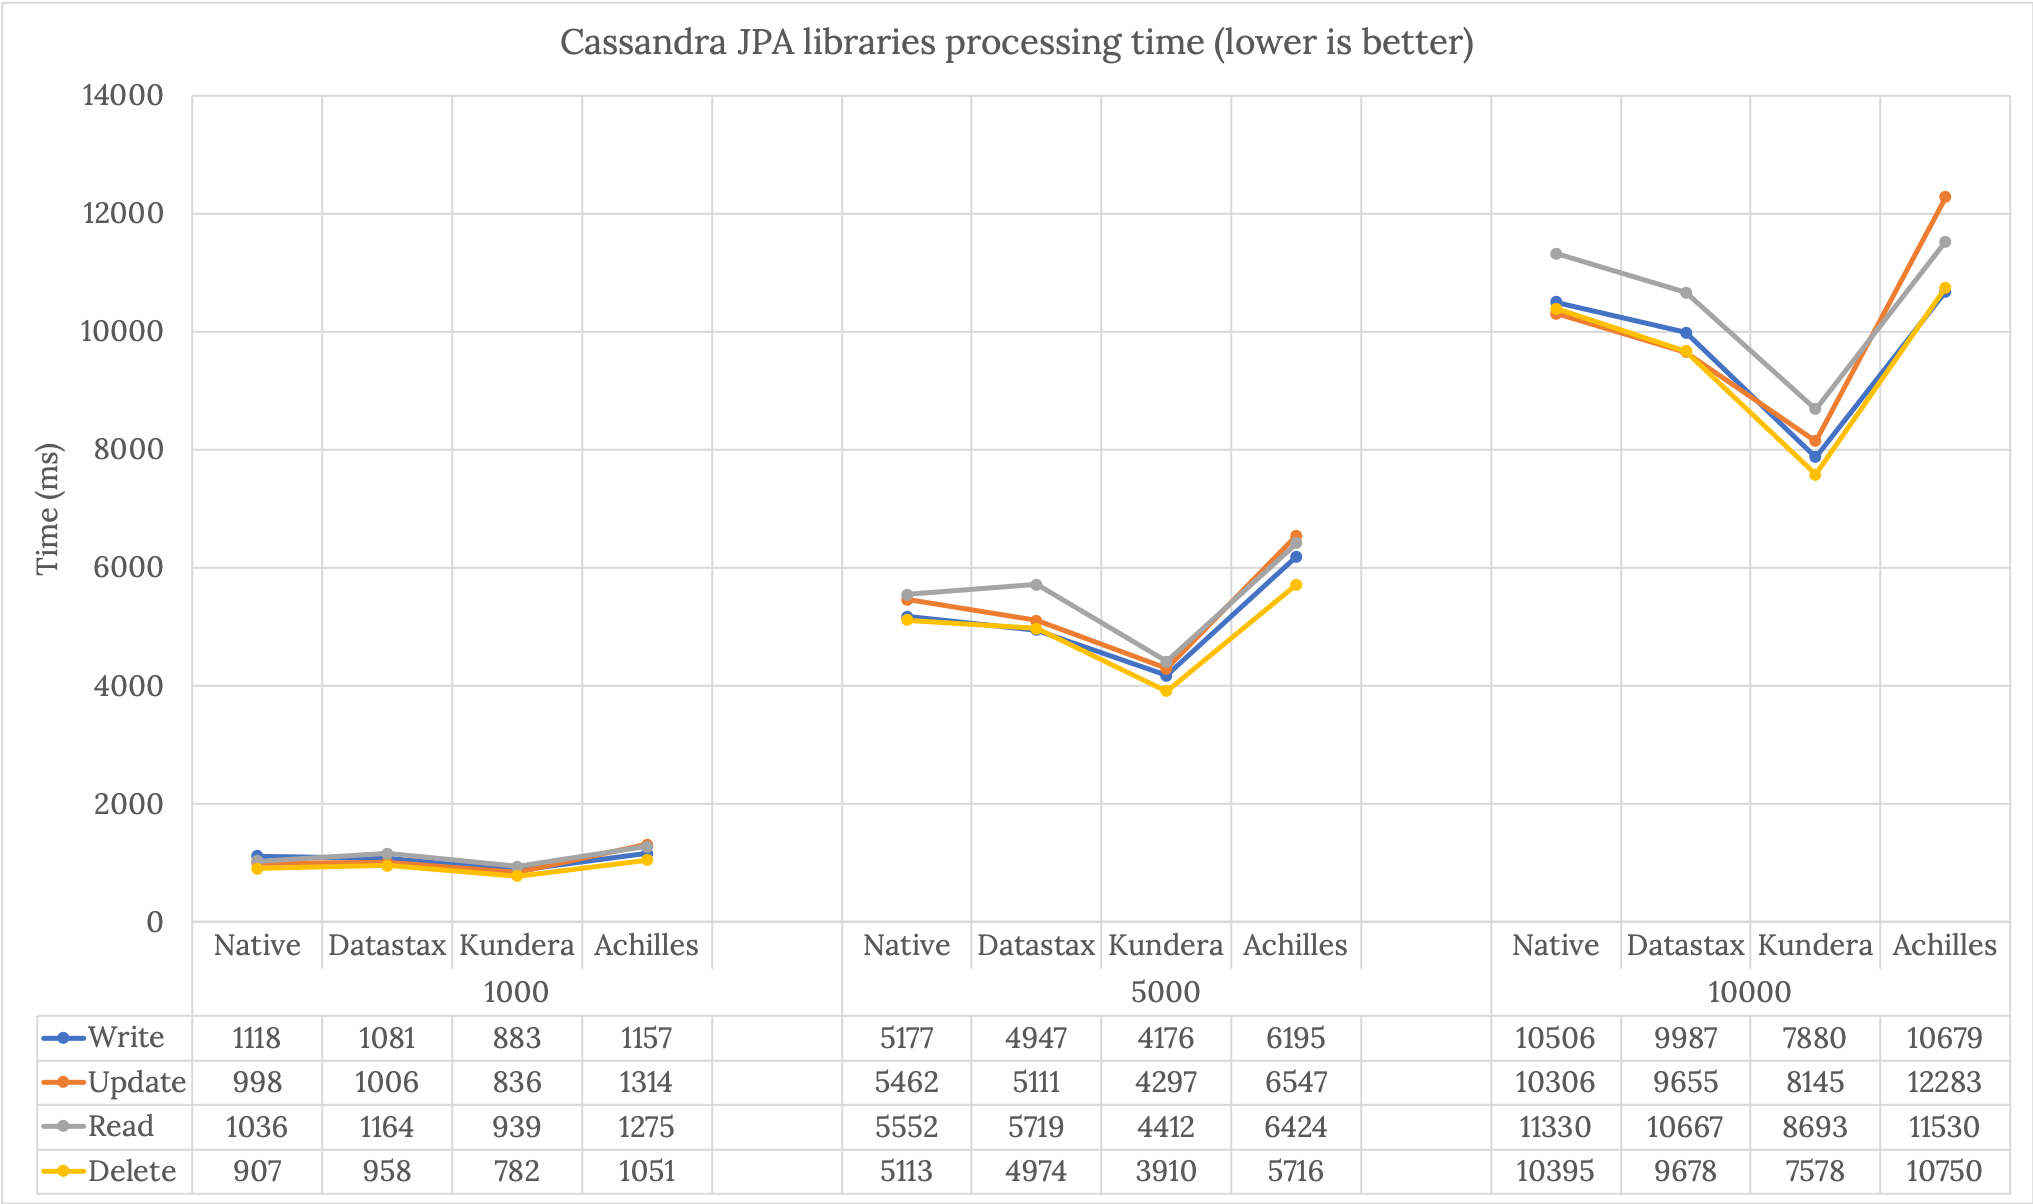 Cassandra JPA libraries processing time (lower is better)
14000
12000
10000
8000
6000
4000
2000
0
Time (ms)
Native Datastax Kundera Achilles Native Datastax Kundera Achilles Native Datastax Kundera Achilles
1000 5000 10000
Write 1118 1081 883 1157 5177 4947 4176 6195 10506 9987 7880 10679
Update 998 1006 836 1314 5462 5111 4297 6547 10306 9655 8145 12283
Read 1036 1164 939 1275 5552 5719 4412 6424 11330 10667 8693 11530
Delete 907 958 782 1051 5113 4974 3910 5716 10395 9678 7578 10750